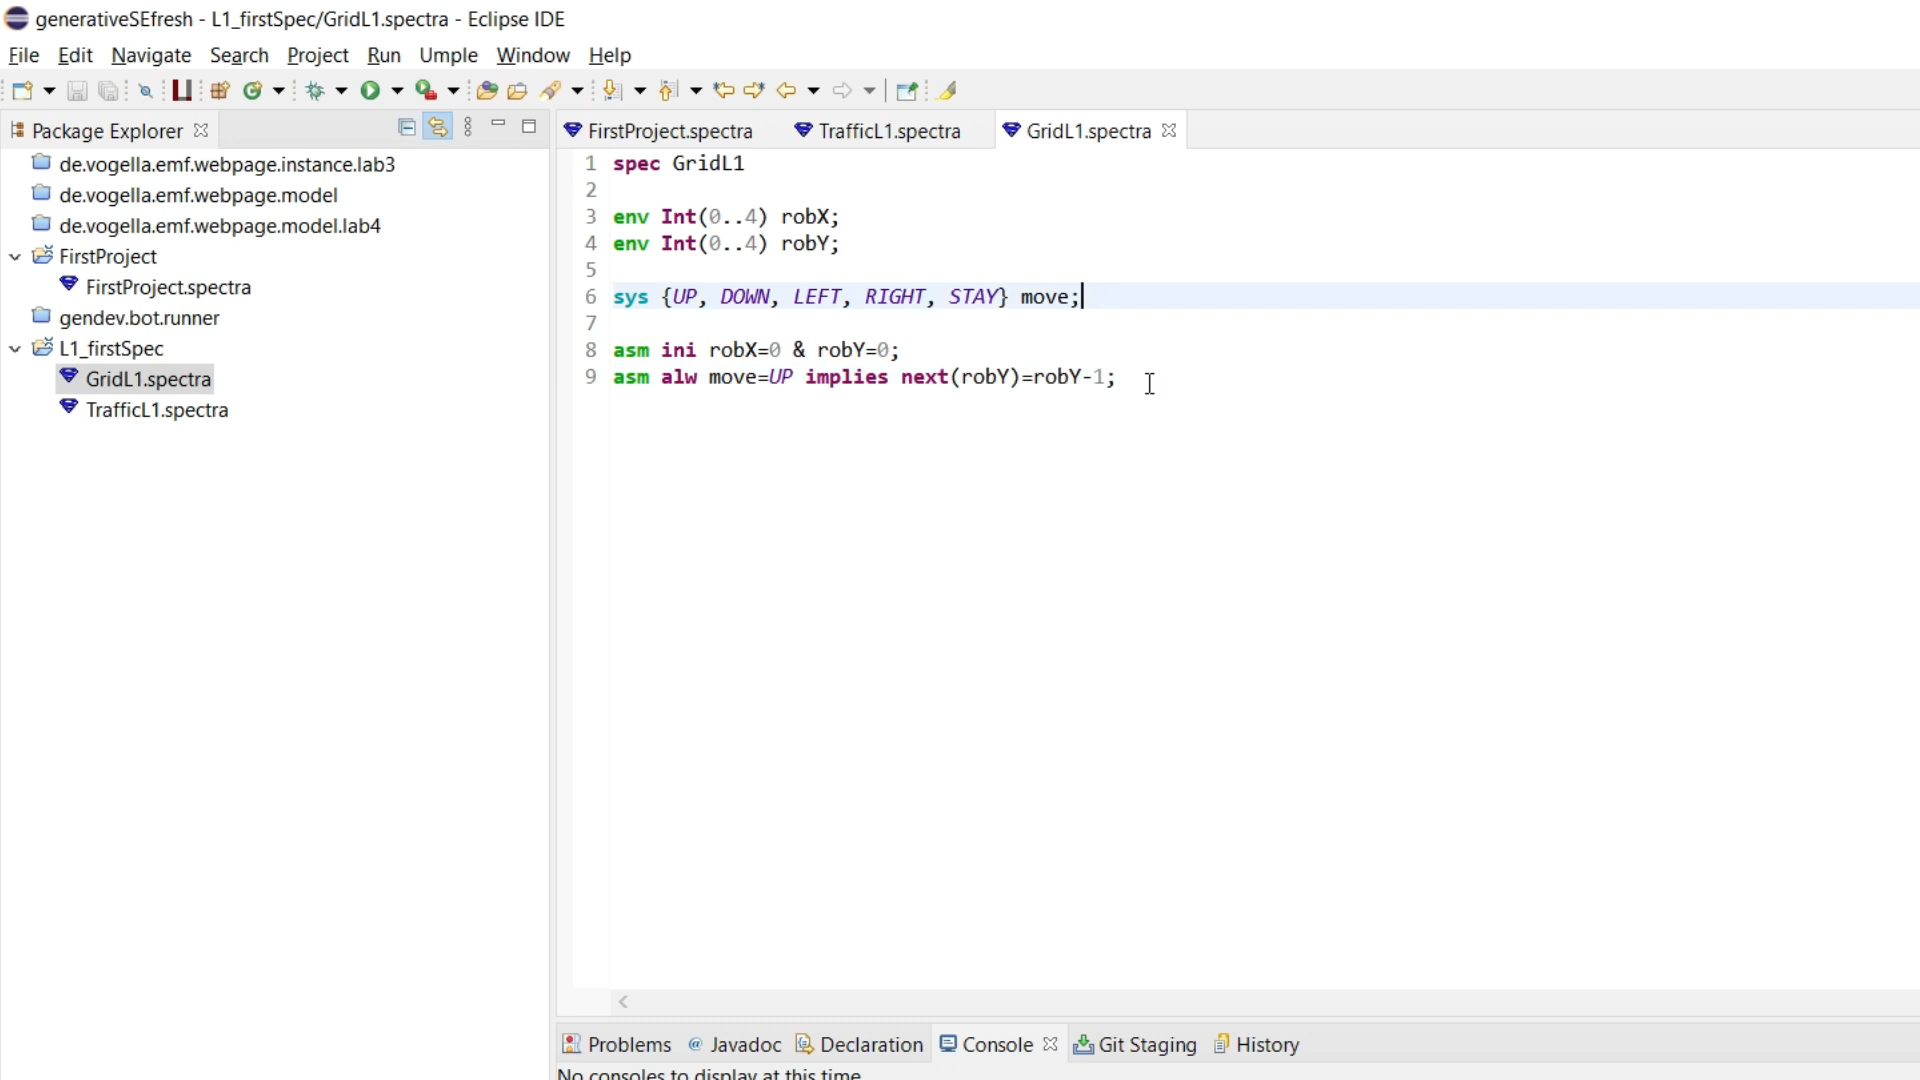 generativeSEfresh - L1_firstSpec/GridL1.spectra - Eclipse IDE
File Edit Navigate Search Project Run Umple Window Help
Package Explorer
de.vogella.emf.webpage.instance.lab3
de.vogella.emf.webpage.model
de.vogella.emf.webpage.model.lab4
FirstProject
FirstProject.spectra
gendev.bot.runner
L1_firstSpec
GridL1.spectra
TrafficL1.spectra
FirstProject.spectra TrafficL1.spectra GridL1.spectra
1 spec GridL1
2
3 env Int(0..4) robX;
4 env Int(0..4) robY;
5
6 sys {UP, DOWN, LEFT, RIGHT, STAY} move;
7
8 asm ini robX=0 & robY=0;
9 asm alw move=UP implies next(robY)=robY-1;
Problems Javadoc Declaration Console Git Staging History
No consoles to display at this time.